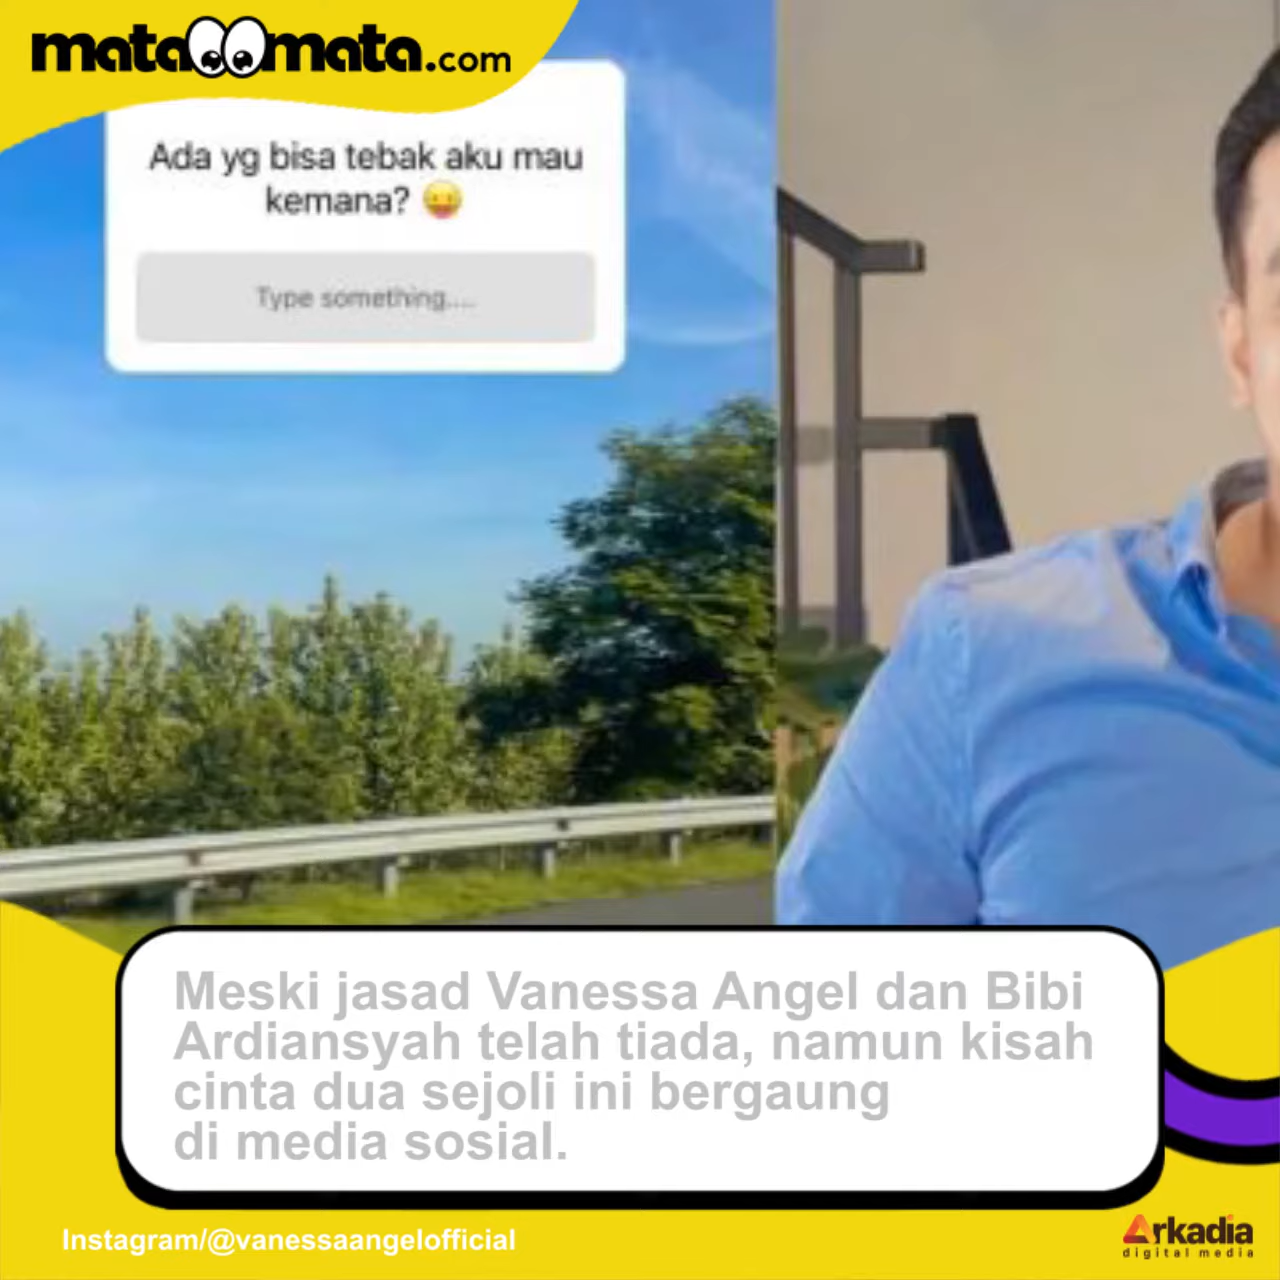 matamata.com
Ada yg bisa tebak aku mau
kemana? 😛
Type something....
Meski jasad Vanessa Angel dan Bibi
Ardiansyah telah tiada, namun kisah
cinta dua sejoli ini bergaung
di media sosial.
Instagram/@vanessaangelofficial
Arkadia
digital media